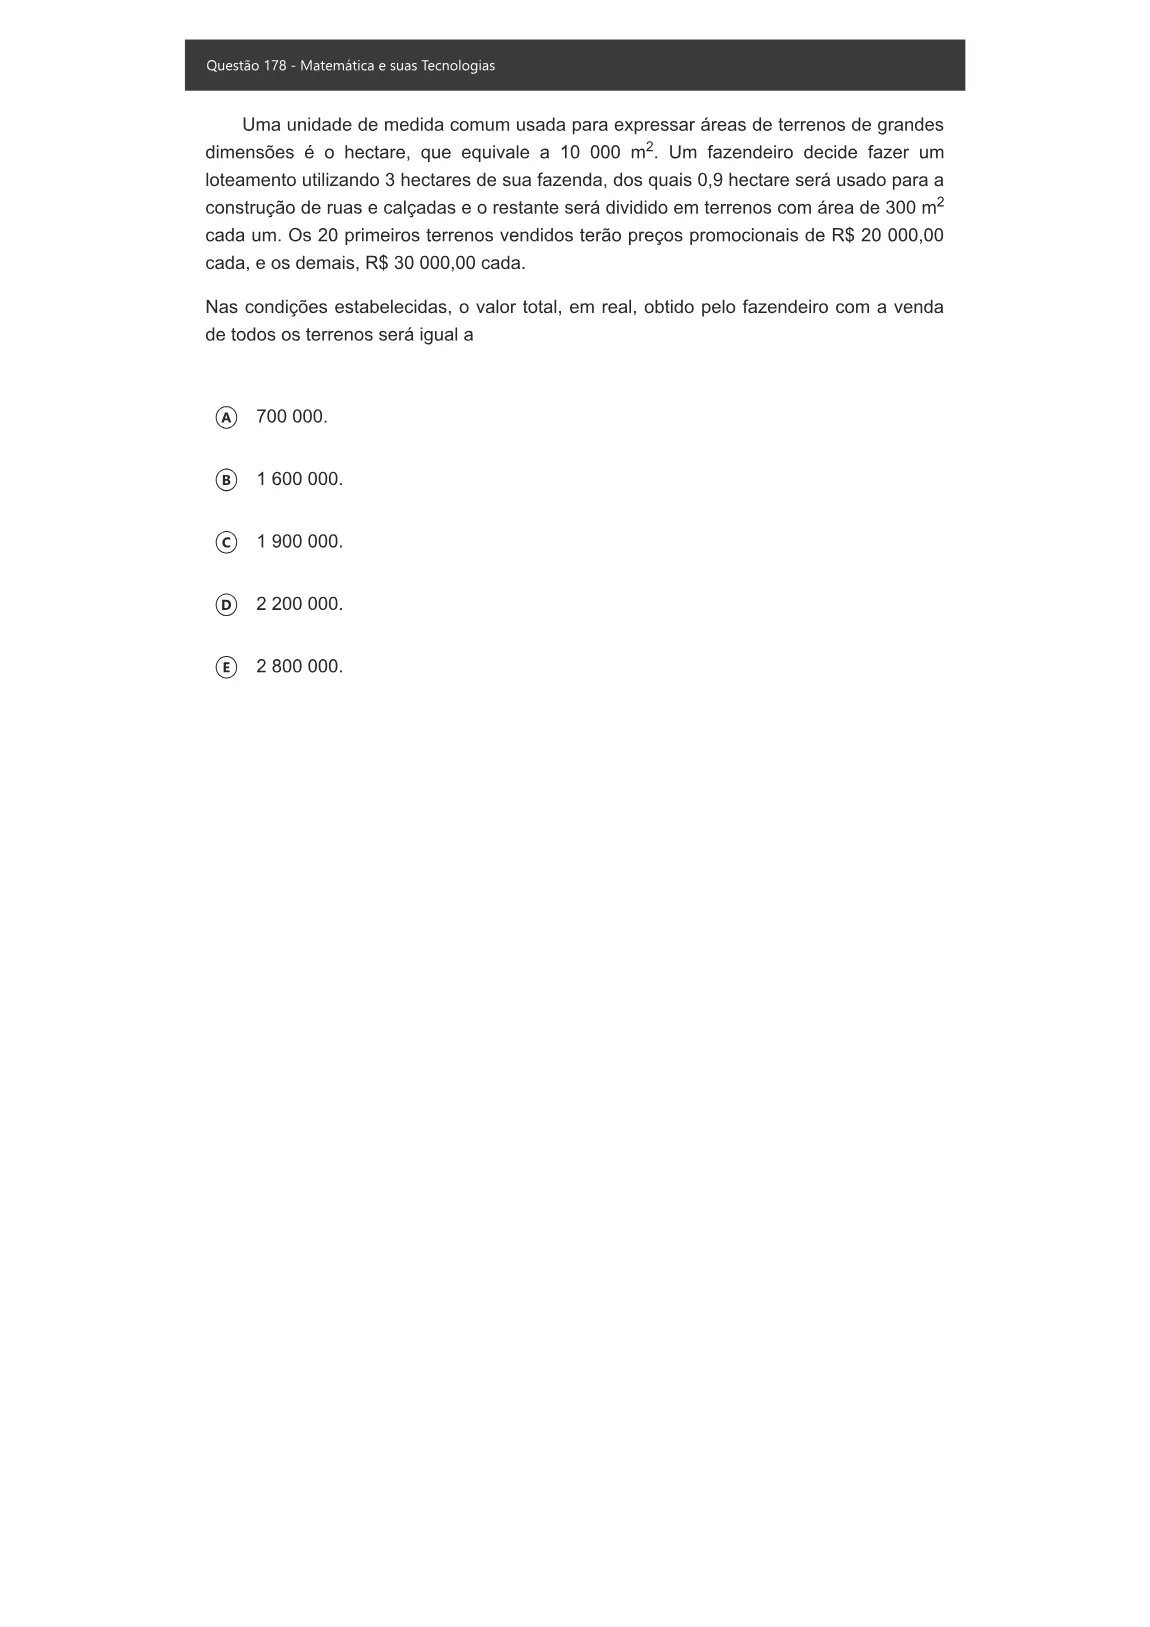 Questão 178 - Matemática e suas Tecnologias
Uma unidade de medida comum usada para expressar áreas de terrenos de grandes
dimensões é o hectare, que equivale a 10 000 m². Um fazendeiro decide fazer um
loteamento utilizando 3 hectares de sua fazenda, dos quais 0,9 hectare será usado para a
construção de ruas e calçadas e o restante será dividido em terrenos com área de 300 m²
cada um. Os 20 primeiros terrenos vendidos terão preços promocionais de R$ 20 000,00
cada, e os demais, R$ 30 000,00 cada.
Nas condições estabelecidas, o valor total, em real, obtido pelo fazendeiro com a venda
de todos os terrenos será igual a
A 700 000.
B 1 600 000.
C 1 900 000.
D 2 200 000.
E 2 800 000.